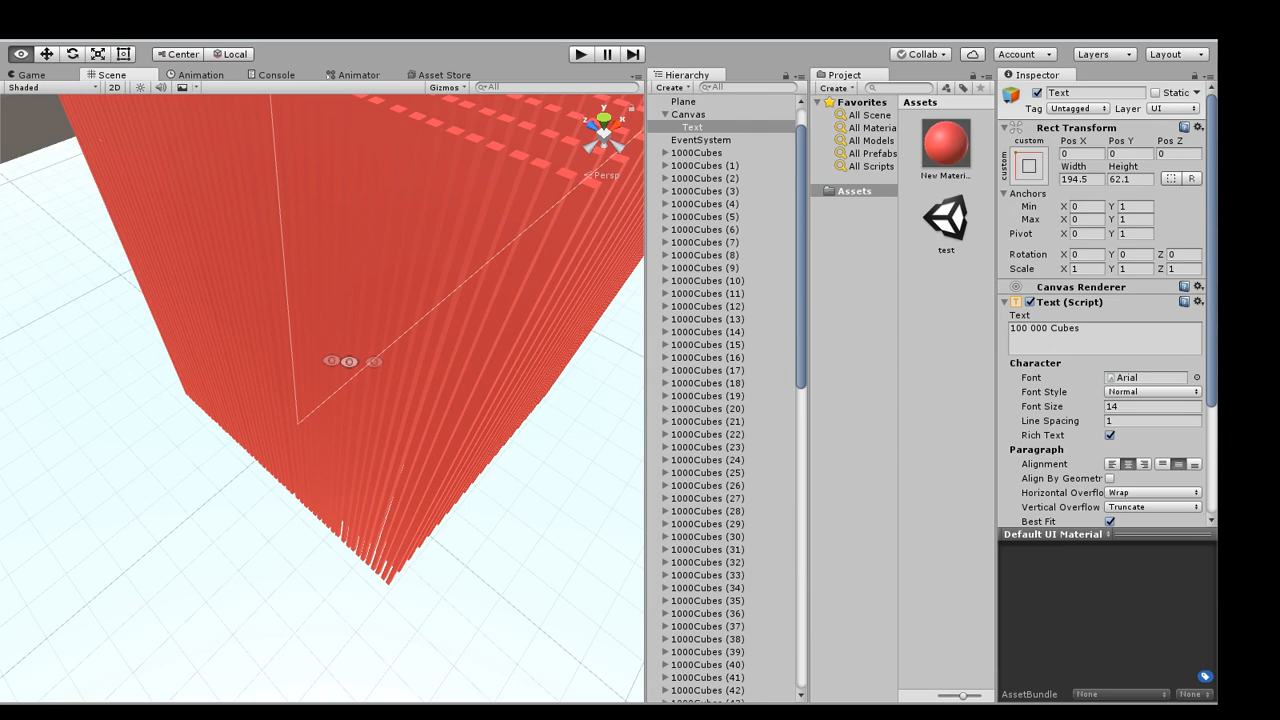 Center Local
Collab Account Layers Layout
Game Scene Animation Console Animator Asset Store
Shaded 2D Gizmos All
y
z x
Persp
Hierarchy
Create All
Plane
Canvas
Text
EventSystem
1000Cubes
1000Cubes (1)
1000Cubes (2)
1000Cubes (3)
1000Cubes (4)
1000Cubes (5)
1000Cubes (6)
1000Cubes (7)
1000Cubes (8)
1000Cubes (9)
1000Cubes (10)
1000Cubes (11)
1000Cubes (12)
1000Cubes (13)
1000Cubes (14)
1000Cubes (15)
1000Cubes (16)
1000Cubes (17)
1000Cubes (18)
1000Cubes (19)
1000Cubes (20)
1000Cubes (21)
1000Cubes (22)
1000Cubes (23)
1000Cubes (24)
1000Cubes (25)
1000Cubes (26)
1000Cubes (27)
1000Cubes (28)
1000Cubes (29)
1000Cubes (30)
1000Cubes (31)
1000Cubes (32)
1000Cubes (33)
1000Cubes (34)
1000Cubes (35)
1000Cubes (36)
1000Cubes (37)
1000Cubes (38)
1000Cubes (39)
1000Cubes (40)
1000Cubes (41)
1000Cubes (42)
Project
Create
Favorites
All Scene
All Materia
All Models
All Prefabs
All Scripts
Assets
Assets
New Materi...
test
Inspector
Text Static
Tag Untagged Layer UI
Rect Transform
custom Pos X Pos Y Pos Z
custom 0 0 0
Width Height
194.5 62.1 R
Anchors
Min X 0 Y 1
Max X 0 Y 1
Pivot X 0 Y 1
Rotation X 0 Y 0 Z 0
Scale X 1 Y 1 Z 1
Canvas Renderer
Text (Script)
Text
100 000 Cubes
Character
Font Arial
Font Style Normal
Font Size 14
Line Spacing 1
Rich Text
Paragraph
Alignment
Align By Geometr
Horizontal Overflo Wrap
Vertical Overflow Truncate
Best Fit
Default UI Material
AssetBundle None None